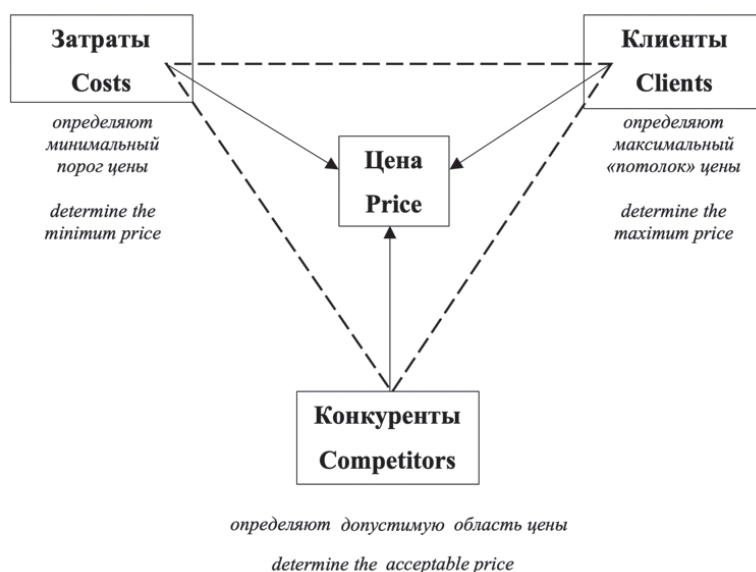 Затраты
Costs
определяют
минимальный
порог цены
determine the
minimum price
Клиенты
Clients
определяют
максимальный
«потолок» цены
determine the
maximum price
Цена
Price
Конкуренты
Competitors
определяют допустимую область цены
determine the acceptable price